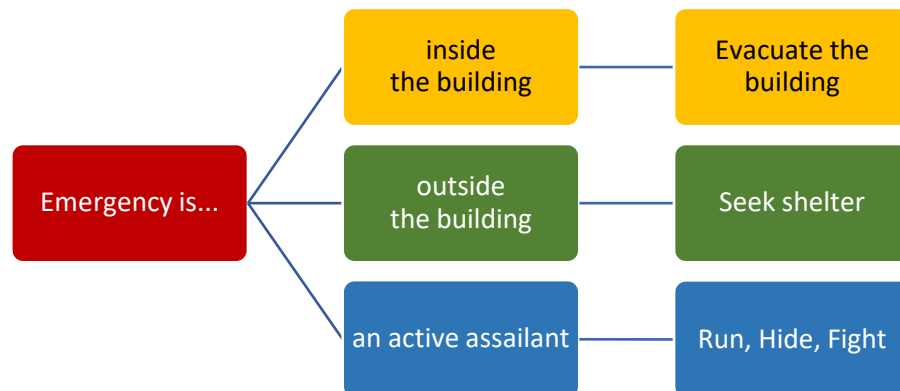 Emergency is...
inside
the building
Evacuate the
building
outside
the building
Seek shelter
an active assailant
Run, Hide, Fight